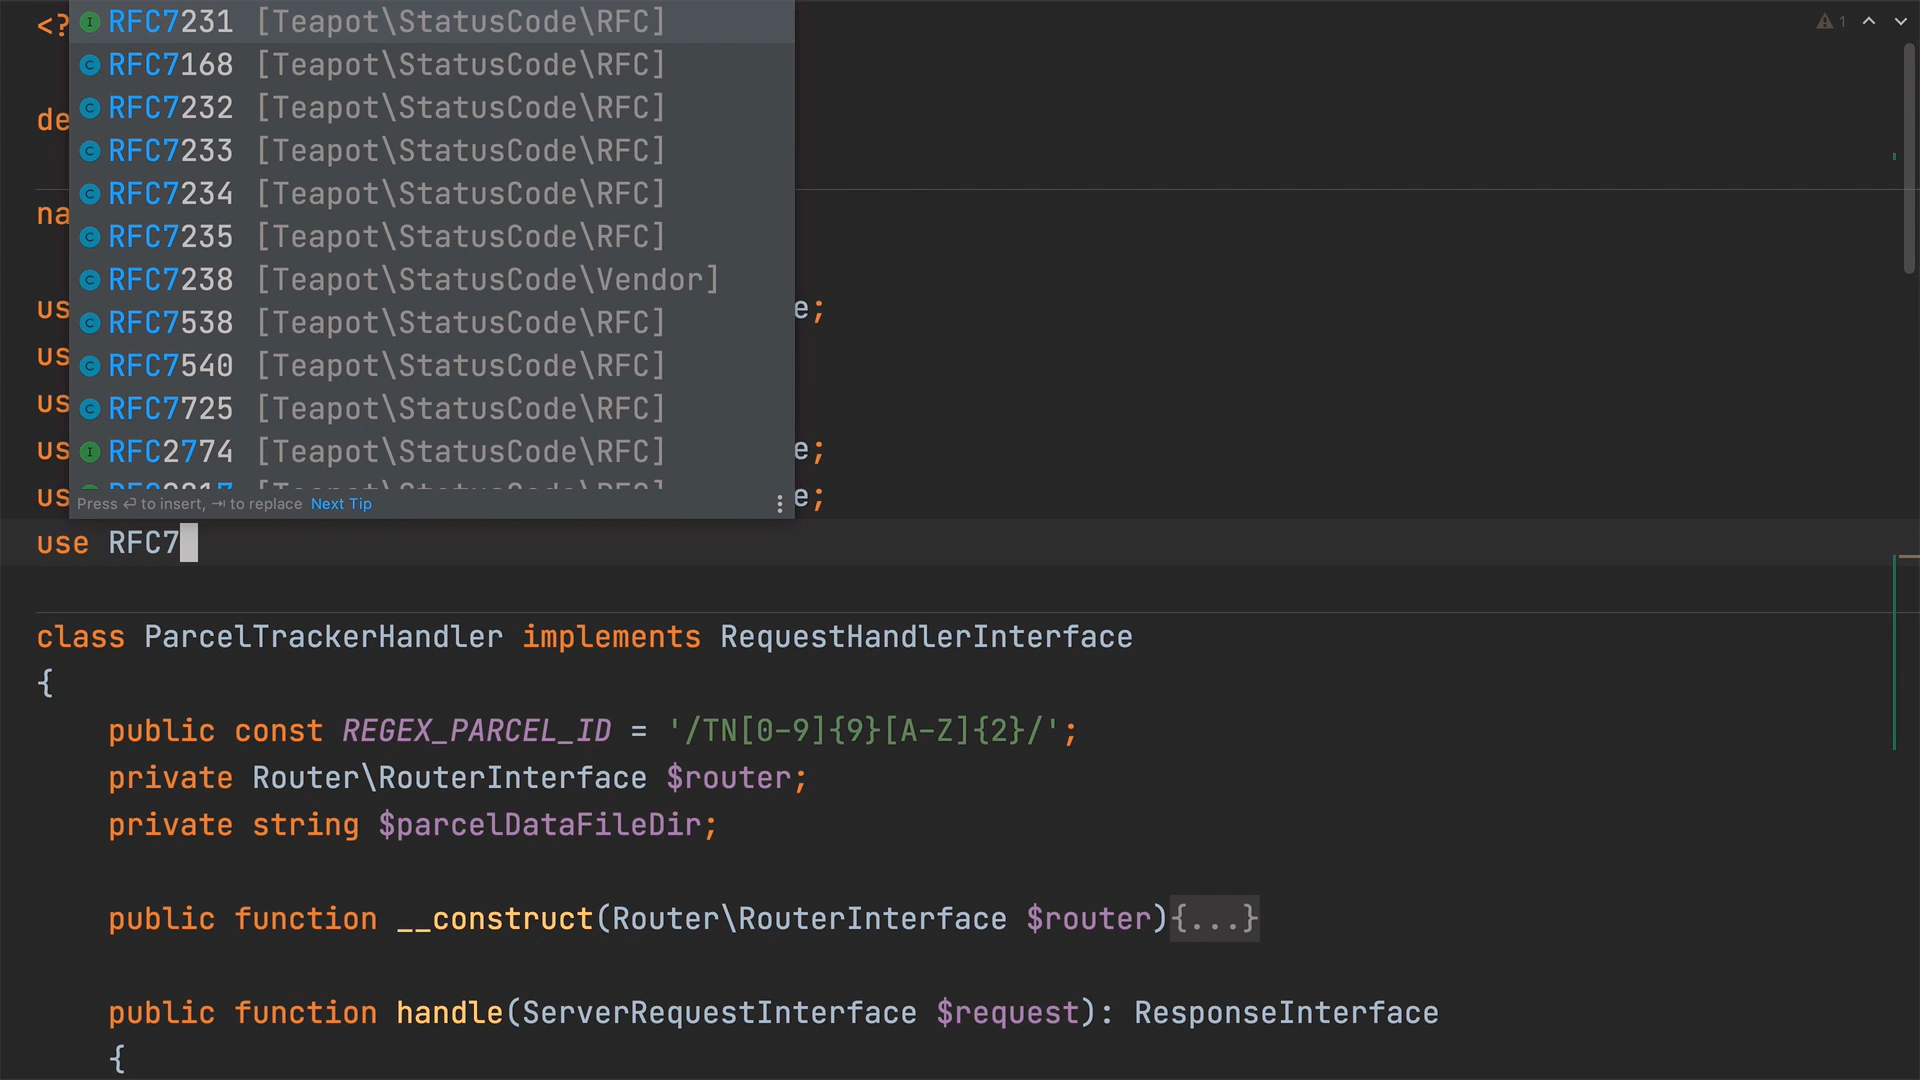 <?
RFC7231 [Teapot\StatusCode\RFC]
1
RFC7168 [Teapot\StatusCode\RFC]
RFC7232 [Teapot\StatusCode\RFC]
de
RFC7233 [Teapot\StatusCode\RFC]
RFC7234 [Teapot\StatusCode\RFC]
na
RFC7235 [Teapot\StatusCode\RFC]
RFC7238 [Teapot\StatusCode\Vendor]
us e;
RFC7538 [Teapot\StatusCode\RFC]
us
RFC7540 [Teapot\StatusCode\RFC]
us
RFC7725 [Teapot\StatusCode\RFC]
us e;
RFC2774 [Teapot\StatusCode\RFC]
us e;
Press ⏎ to insert, ⇥ to replace Next Tip
use RFC7
class ParcelTrackerHandler implements RequestHandlerInterface
{
public const REGEX_PARCEL_ID = '/TN[0-9]{9}[A-Z]{2}/';
private Router\RouterInterface $router;
private string $parcelDataFileDir;
public function __construct(Router\RouterInterface $router){...}
public function handle(ServerRequestInterface $request): ResponseInterface
{